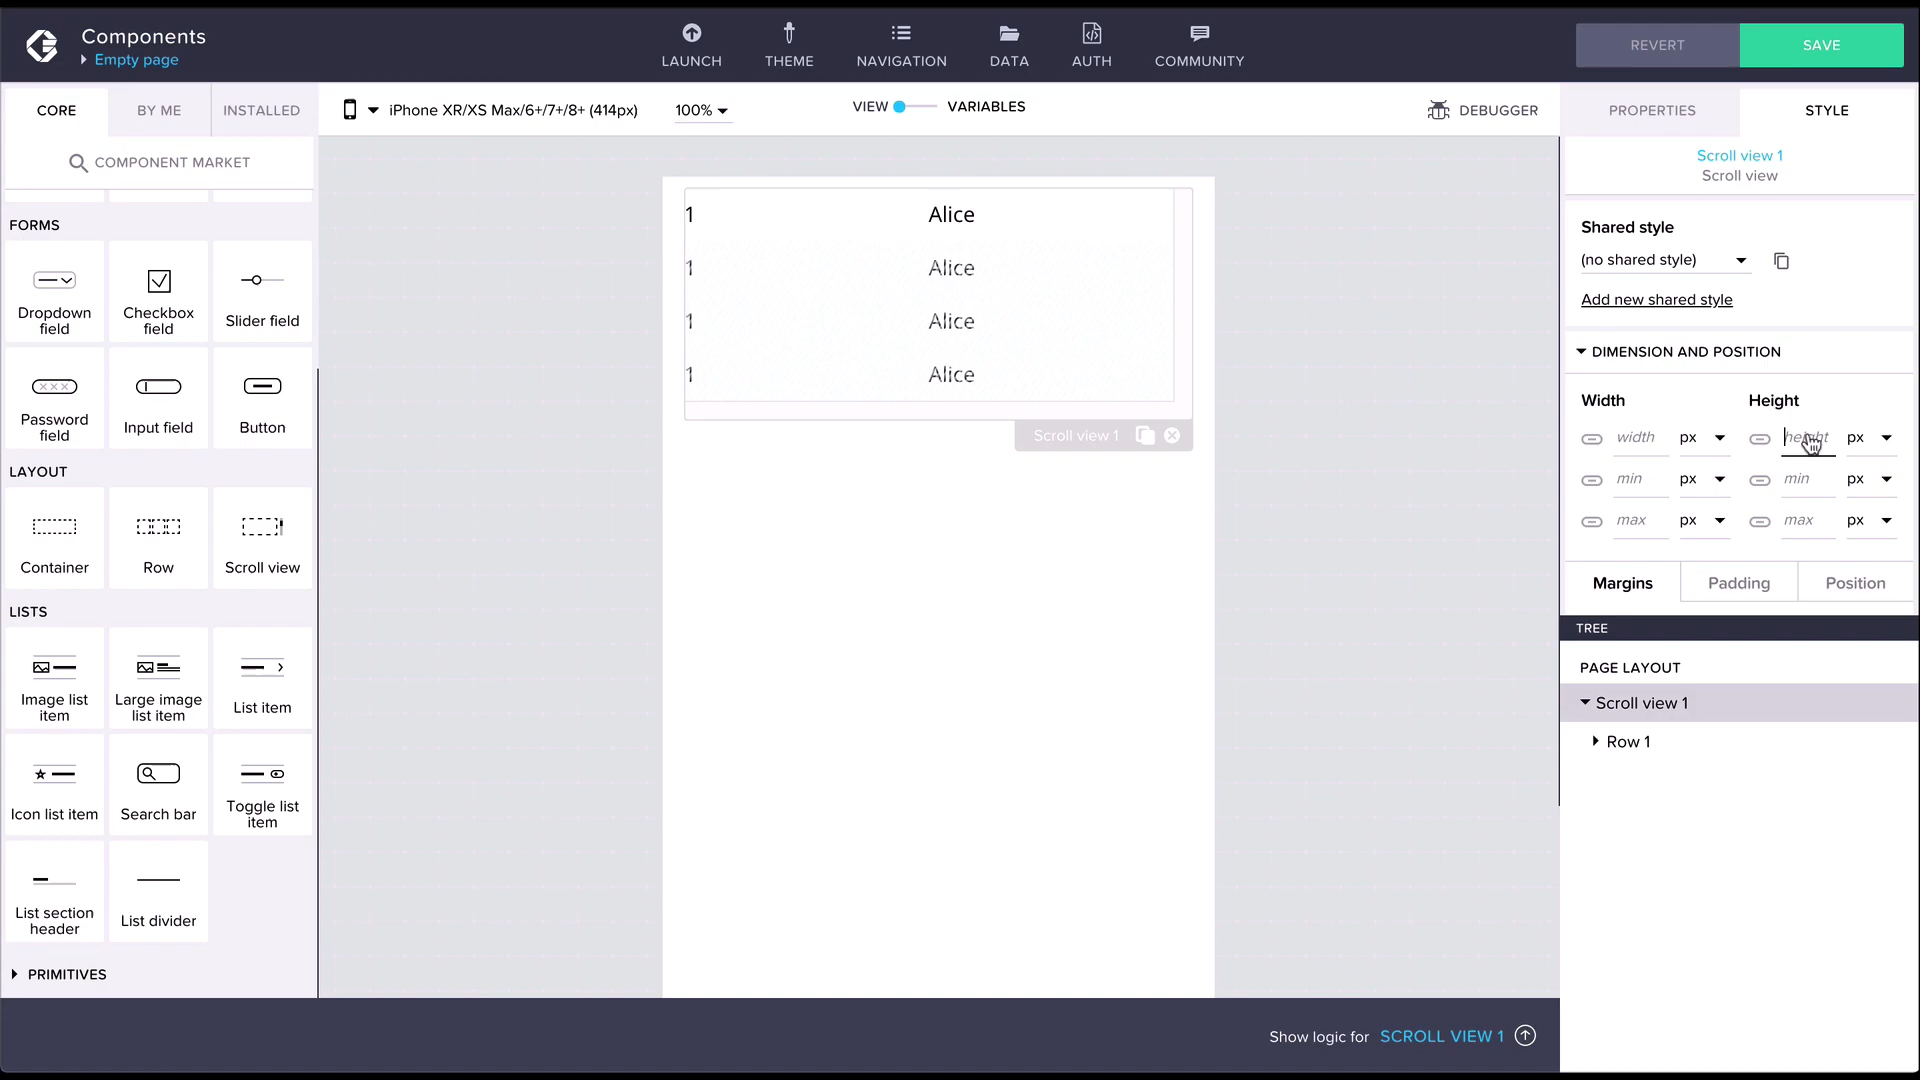 Components
Empty page
LAUNCH
THEME
NAVIGATION
DATA
AUTH
COMMUNITY
REVERT
SAVE
CORE
BY ME
INSTALLED
iPhone XR/XS Max/6+/7+/8+ (414px)
100%
VIEW
VARIABLES
DEBUGGER
PROPERTIES
STYLE
COMPONENT MARKET
FORMS
Dropdown
field
Checkbox
field
Slider field
Password
field
Input field
Button
LAYOUT
Container
Row
Scroll view
LISTS
Image list
item
Large image
list item
List item
Icon list item
Search bar
Toggle list
item
List section
header
List divider
PRIMITIVES
1 Alice
1 Alice
1 Alice
1 Alice
Scroll view 1
Scroll view 1
Scroll view
Shared style
(no shared style)
Add new shared style
DIMENSION AND POSITION
Width Height
width px height px
min px min px
max px max px
Margins Padding Position
TREE
PAGE LAYOUT
Scroll view 1
Row 1
Show logic for SCROLL VIEW 1